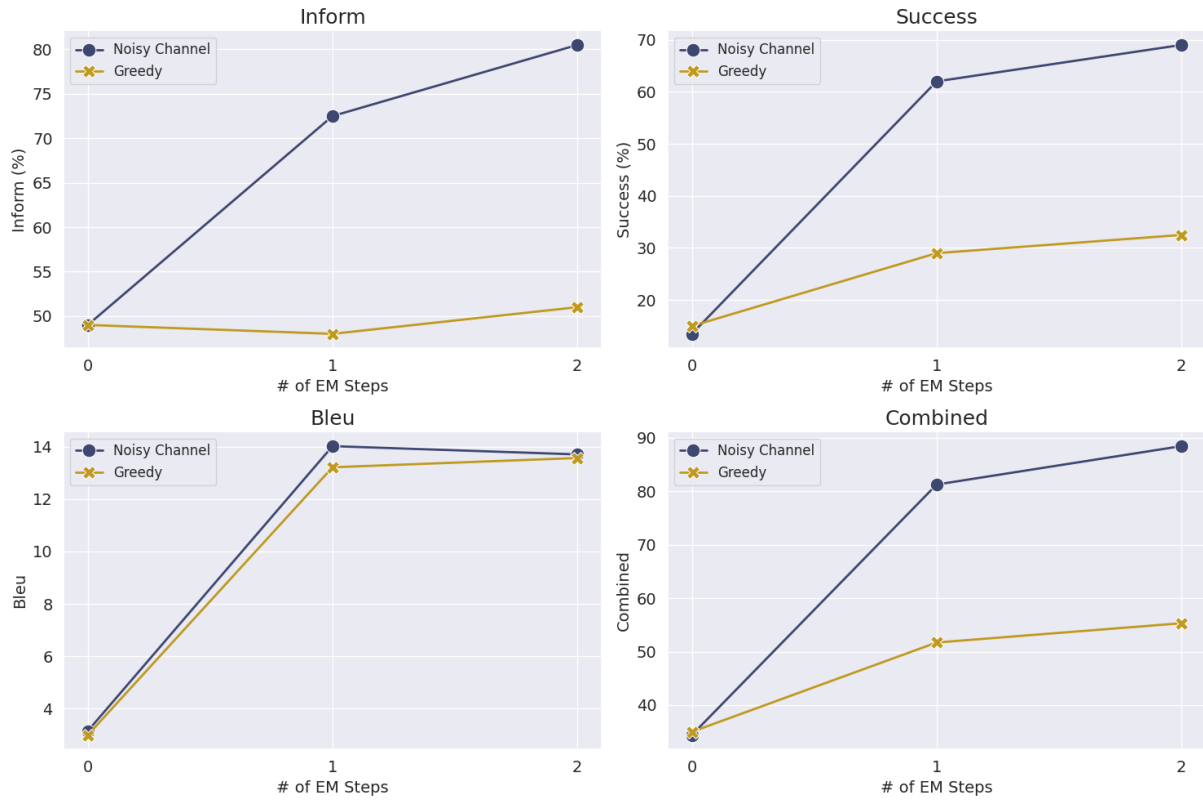 Inform
Noisy Channel
Greedy
80
75
70
65
60
55
50
Inform (%)
0
1
2
# of EM Steps
Success
Noisy Channel
Greedy
70
60
50
40
30
20
Success (%)
0
1
2
# of EM Steps
Bleu
Noisy Channel
Greedy
14
12
10
8
6
4
Bleu
0
1
2
# of EM Steps
Combined
Noisy Channel
Greedy
90
80
70
60
50
40
Combined
0
1
2
# of EM Steps